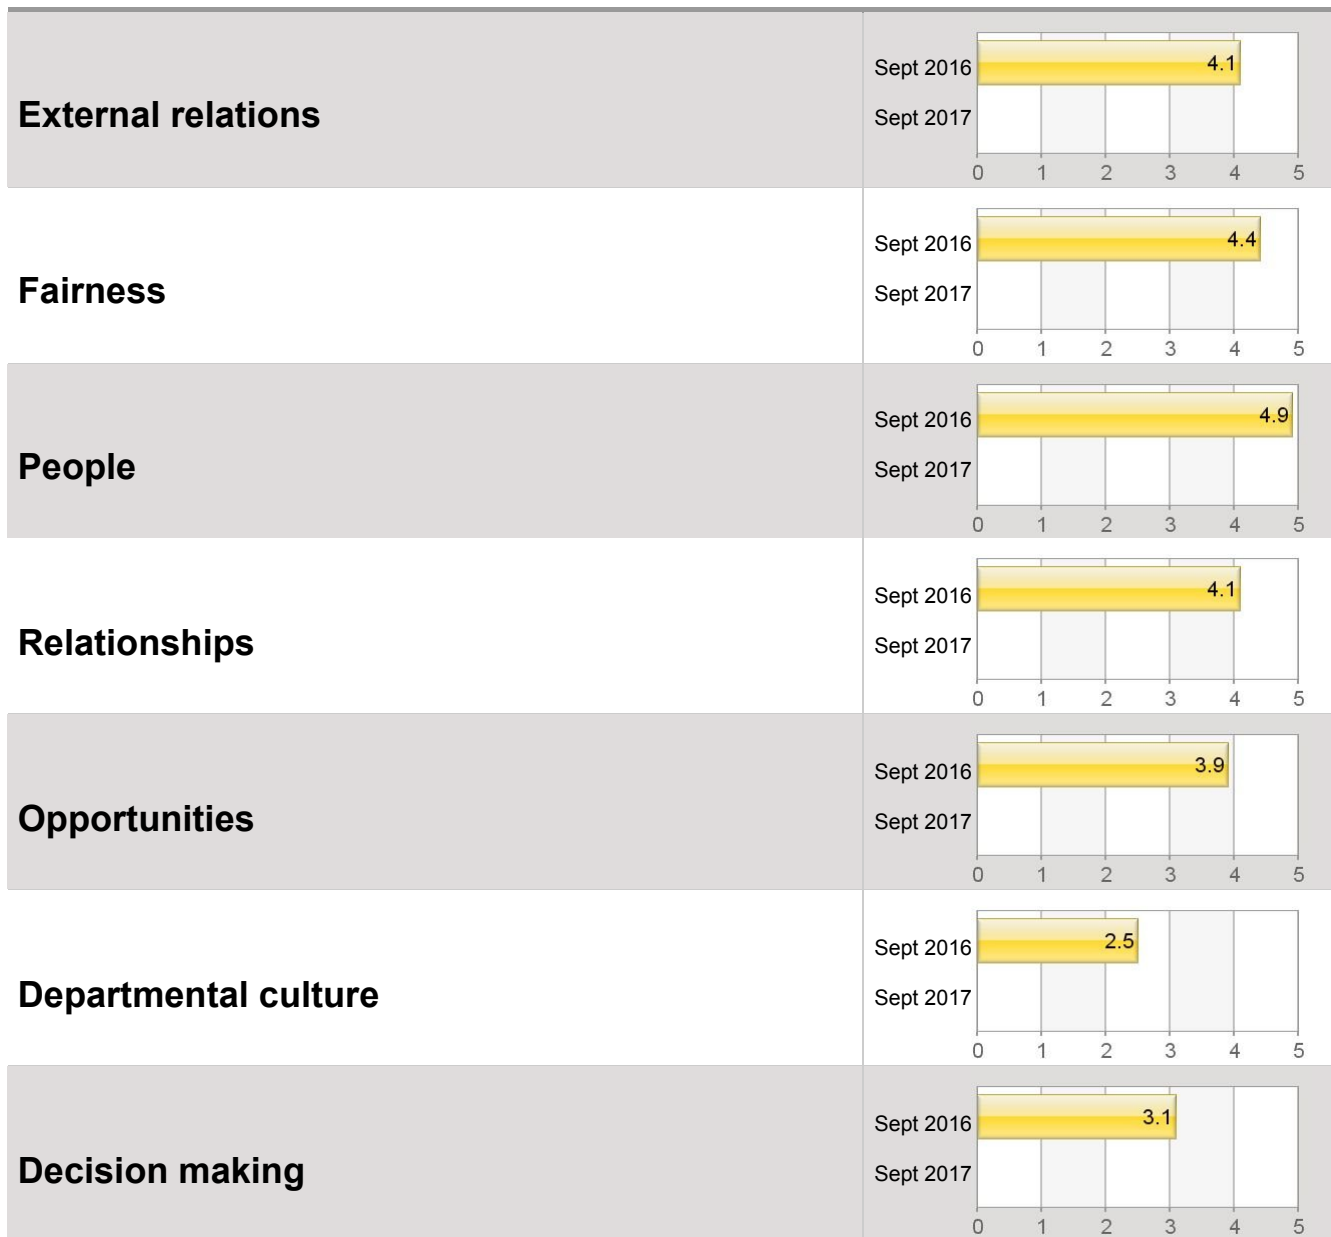 External relations
Sept 2016
4.1
Sept 2017
0 1 2 3 4 5
Fairness
Sept 2016
4.4
Sept 2017
0 1 2 3 4 5
People
Sept 2016
4.9
Sept 2017
0 1 2 3 4 5
Relationships
Sept 2016
4.1
Sept 2017
0 1 2 3 4 5
Opportunities
Sept 2016
3.9
Sept 2017
0 1 2 3 4 5
Departmental culture
Sept 2016
2.5
Sept 2017
0 1 2 3 4 5
Decision making
Sept 2016
3.1
Sept 2017
0 1 2 3 4 5